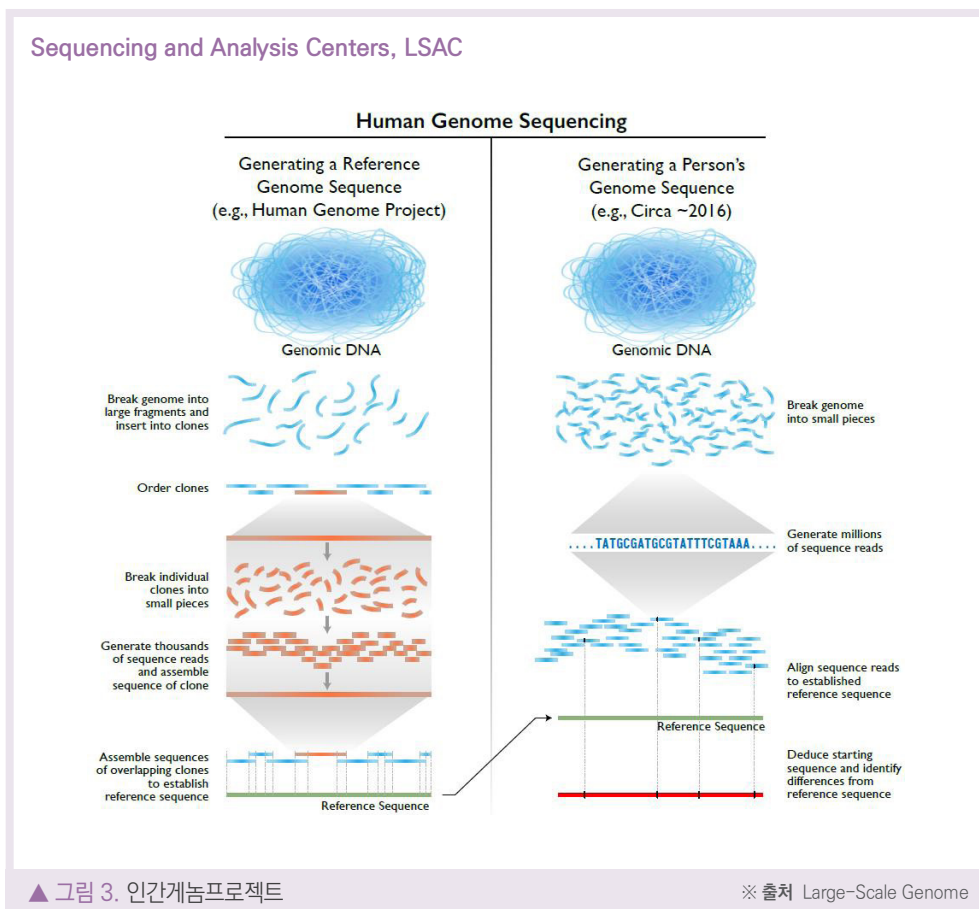 Sequencing and Analysis Centers, LSAC
Human Genome Sequencing
Generating a Reference
Genome Sequence
(e.g., Human Genome Project)
Genomic DNA
Break genome into
large fragments and
insert into clones
Order clones
Break individual
clones into
small pieces
Generate thousands
of sequence reads
and assemble
sequence of clone
Assemble sequences
of overlapping clones
to establish
reference sequence
Reference Sequence
Generating a Person's
Genome Sequence
(e.g., Circa ~2016)
Genomic DNA
Break genome
into small pieces
....TATGCGATGCGTATTTCGTAAA....
Generate millions
of sequence reads
Align sequence reads
to established
reference sequence
Reference Sequence
Deduce starting
sequence and identify
differences from
reference sequence
▲ 그림 3. 인간게놈프로젝트
※ 출처 Large-Scale Genome